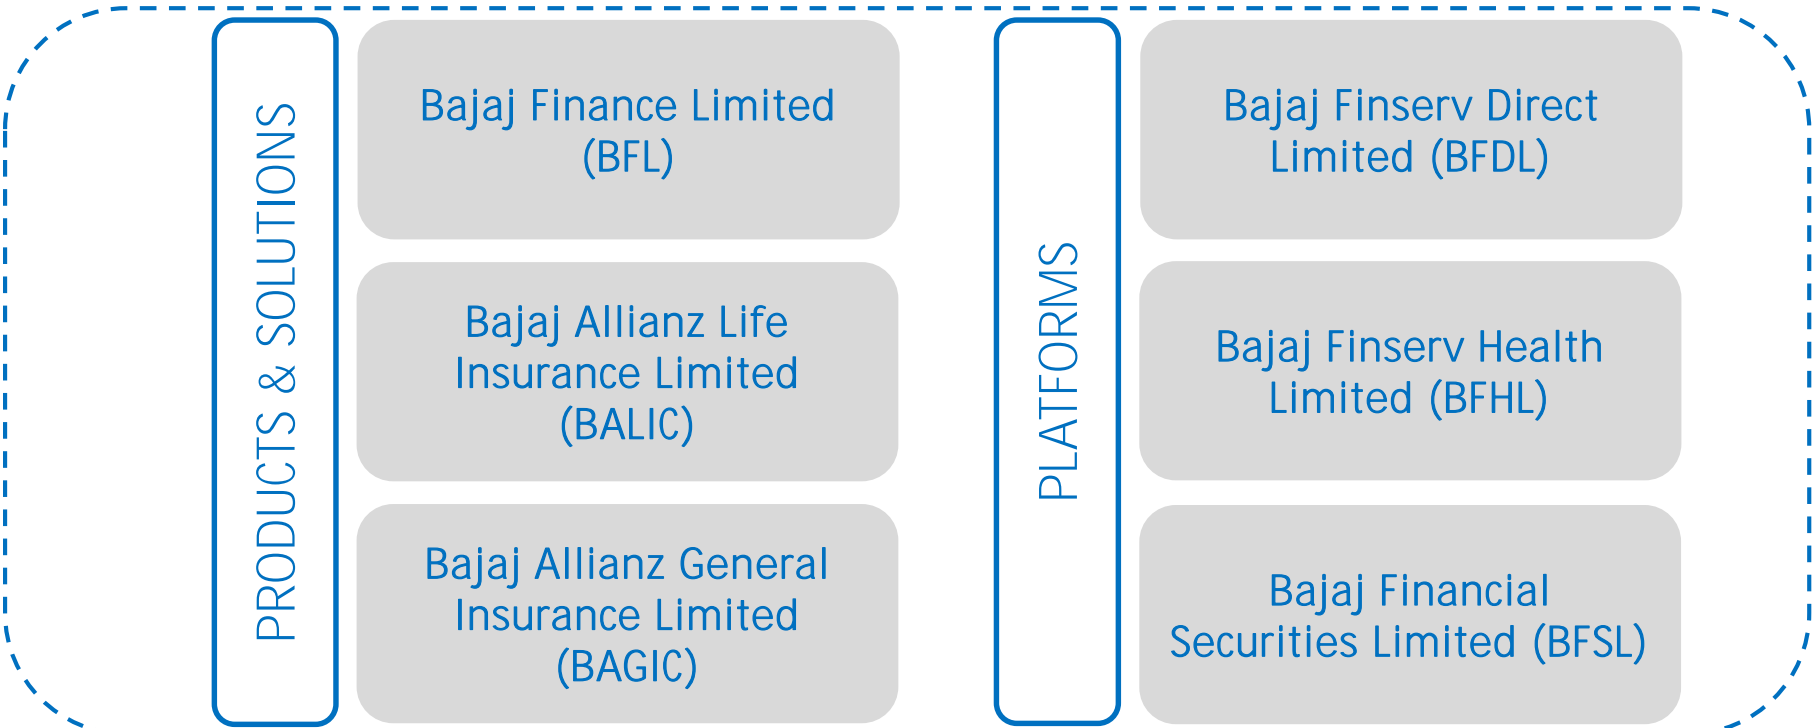 PRODUCTS & SOLUTIONS
Bajaj Finance Limited
(BFL)
Bajaj Allianz Life
Insurance Limited
(BALIC)
Bajaj Allianz General
Insurance Limited
(BAGIC)
PLATFORMS
Bajaj Finserv Direct
Limited (BFDL)
Bajaj Finserv Health
Limited (BFHL)
Bajaj Financial
Securities Limited (BFSL)